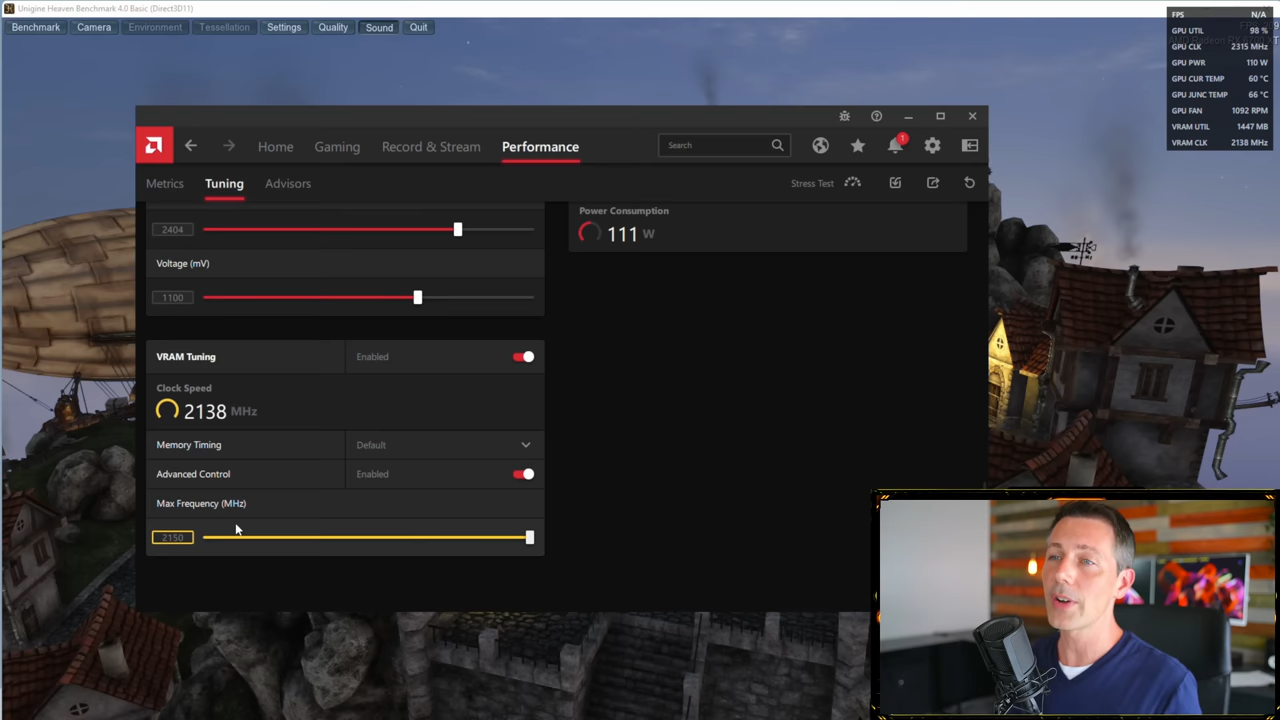 Unigine Heaven Benchmark 4.0 Basic (Direct3D11)
Benchmark Camera Environment Tessellation Settings Quality Sound Quit
FPS N/A
GPU UTIL 98 %
GPU CLK 2315 MHz
GPU PWR 110 W
GPU CUR TEMP 60 °C
GPU JUNC TEMP 66 °C
GPU FAN 1092 RPM
VRAM UTIL 1447 MB
VRAM CLK 2138 MHz
Home Gaming Record & Stream Performance Search 1
Metrics Tuning Advisors Stress Test
2404
Voltage (mV)
1100
Power Consumption
111 W
VRAM Tuning Enabled
Clock Speed
2138 MHz
Memory Timing Default
Advanced Control Enabled
Max Frequency (MHz)
2150